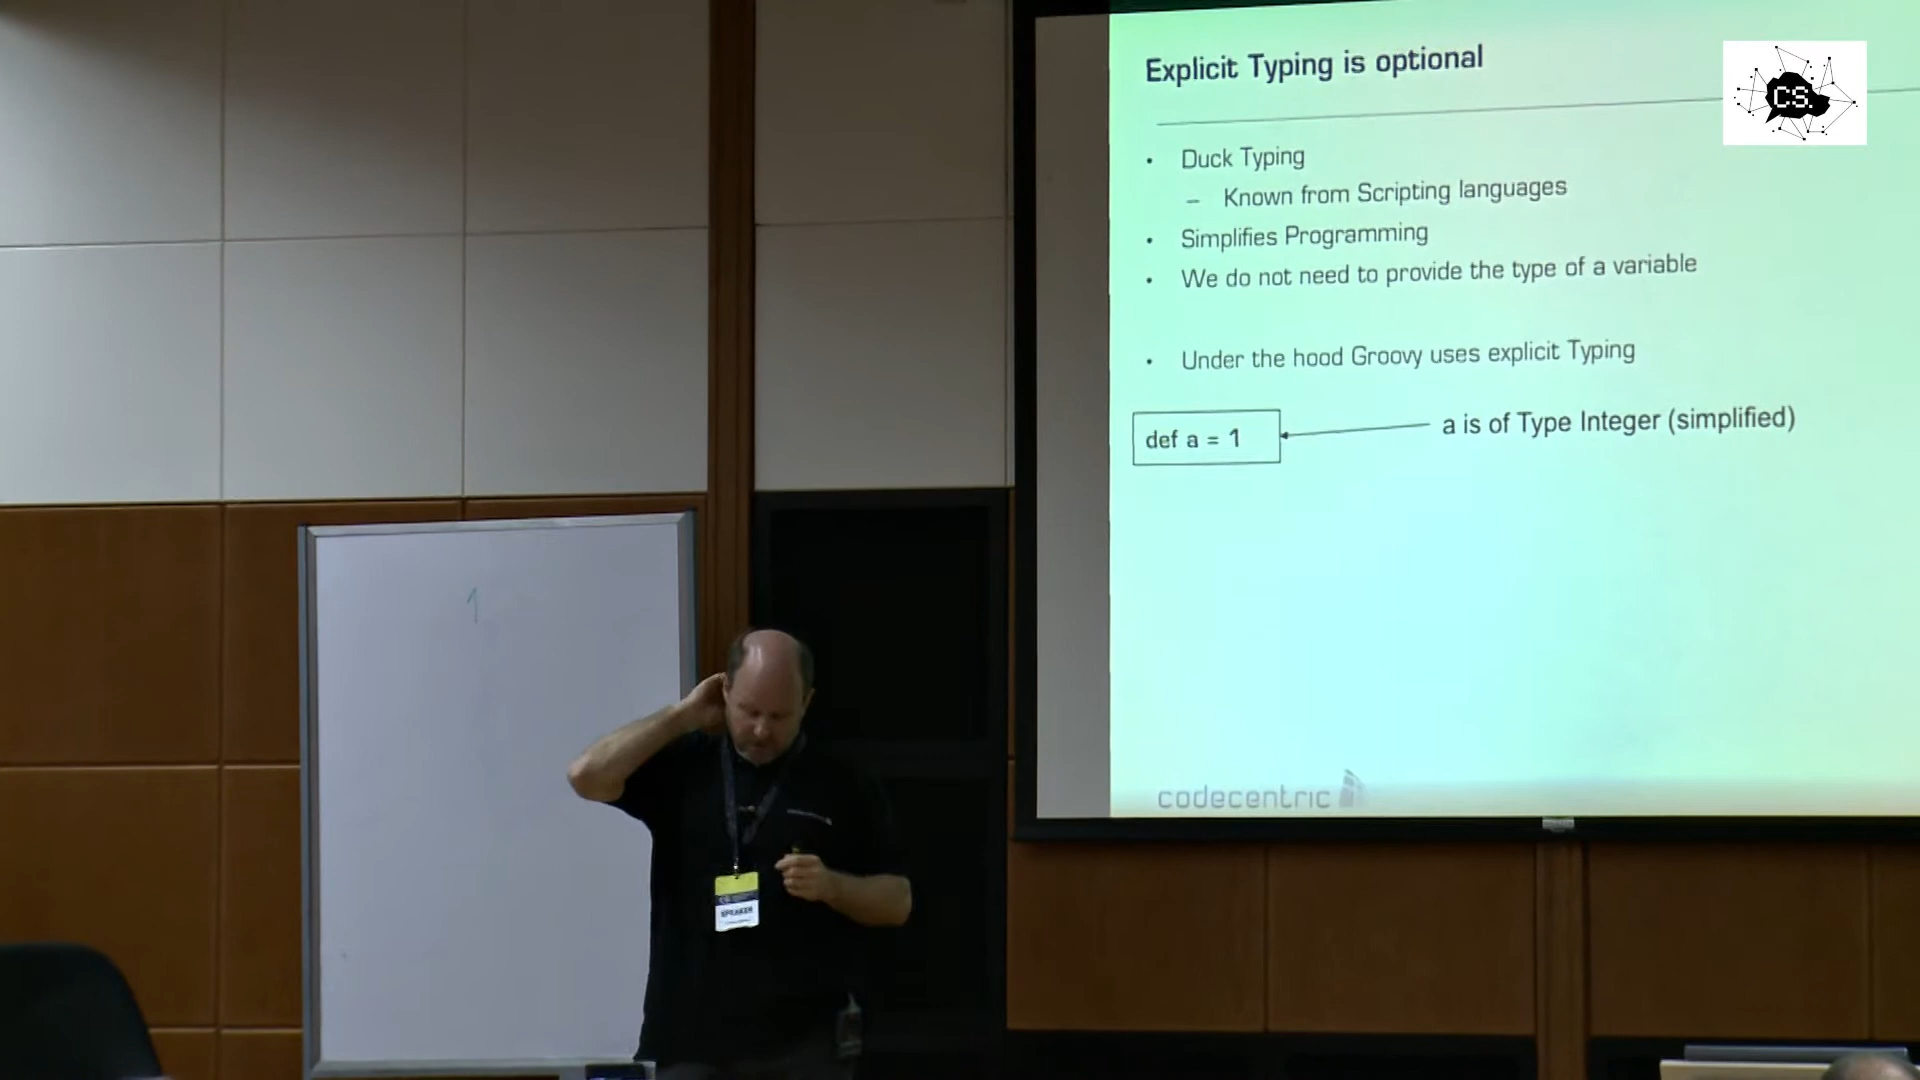 Explicit Typing is optional
CS.
• Duck Typing
– Known from Scripting languages
• Simplifies Programming
• We do not need to provide the type of a variable
• Under the hood Groovy uses explicit Typing
def a = 1
a is of Type Integer (simplified)
codecentric
1
SPEAKER